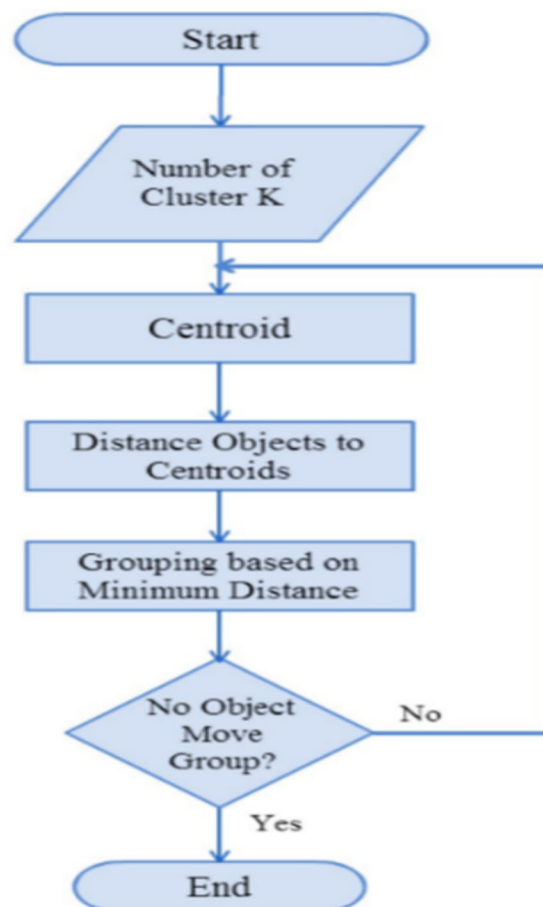 Start
Number of
Cluster K
Centroid
Distance Objects to
Centroids
Grouping based on
Minimum Distance
No Object
Move
Group?
No
Yes
End